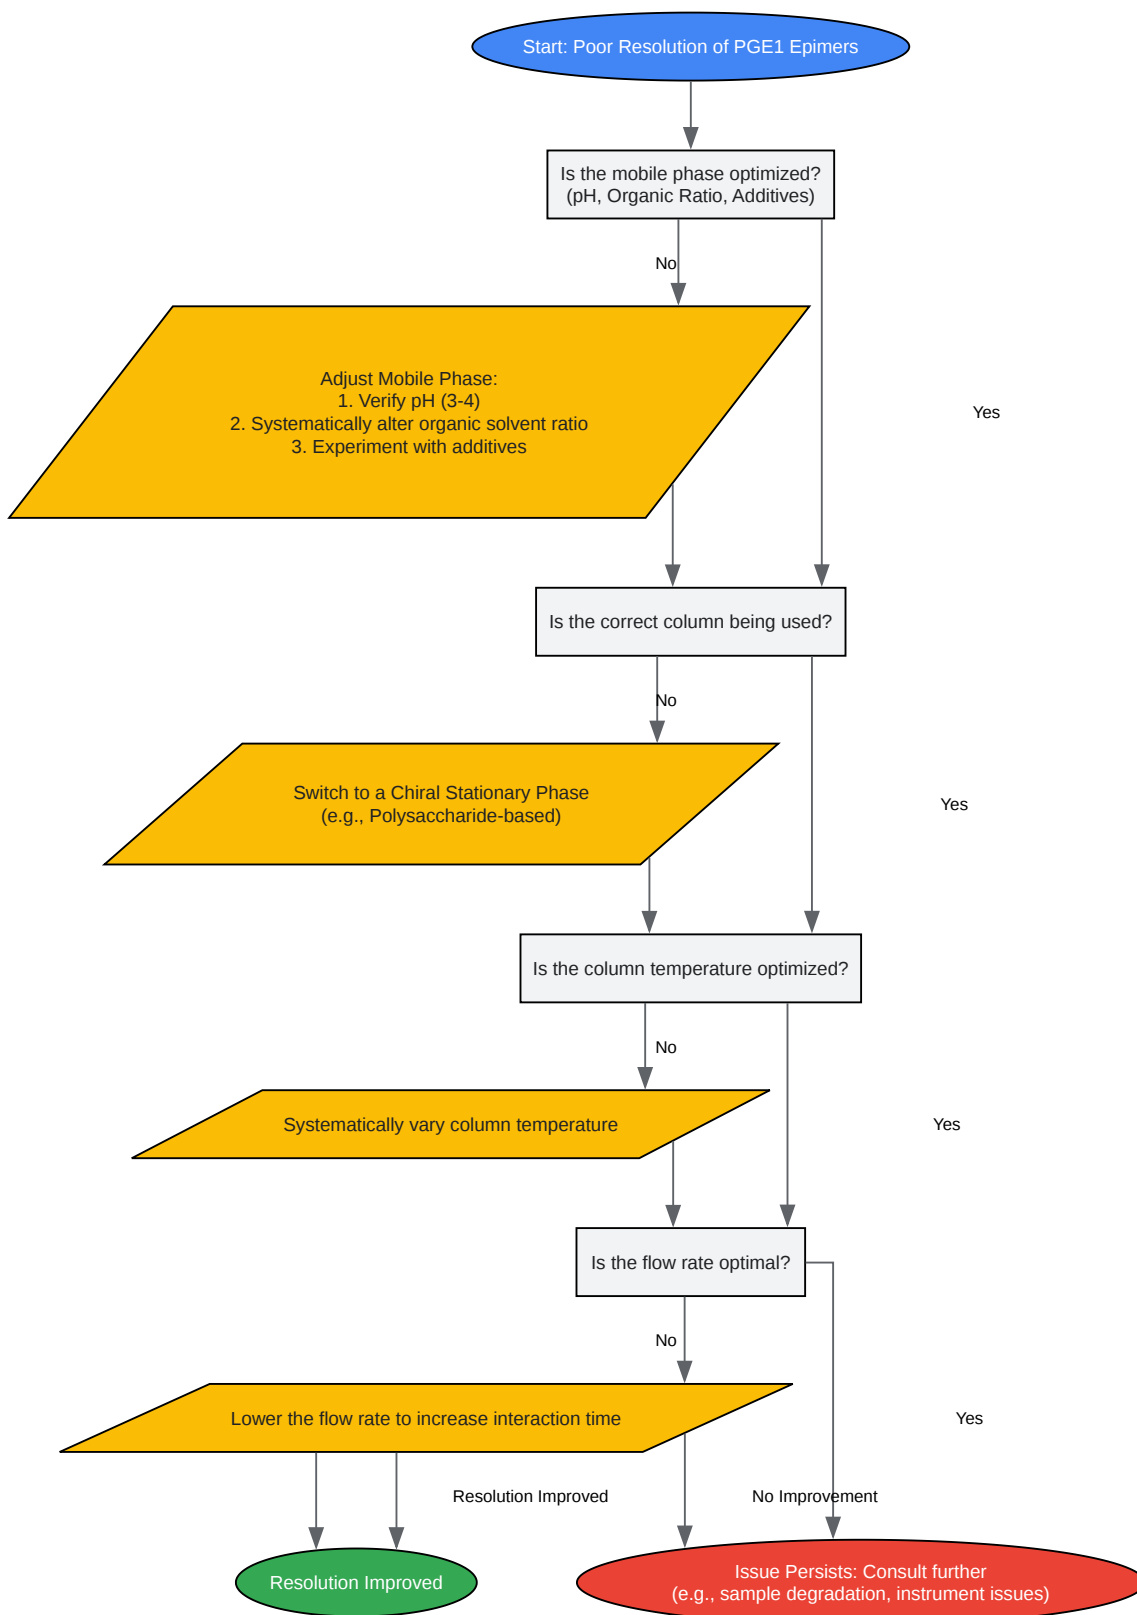 Start: Poor Resolution of PGE1 Epimers
Is the mobile phase optimized?
(pH, Organic Ratio, Additives)
No
Adjust Mobile Phase:
1. Verify pH (3-4)
2. Systematically alter organic solvent ratio
3. Experiment with additives
Yes
Is the correct column being used?
No
Switch to a Chiral Stationary Phase
(e.g., Polysaccharide-based)
Yes
Is the column temperature optimized?
No
Systematically vary column temperature
Yes
Is the flow rate optimal?
No
Lower the flow rate to increase interaction time
Yes
Resolution Improved
No Improvement
Resolution Improved
Issue Persists: Consult further
(e.g., sample degradation, instrument issues)